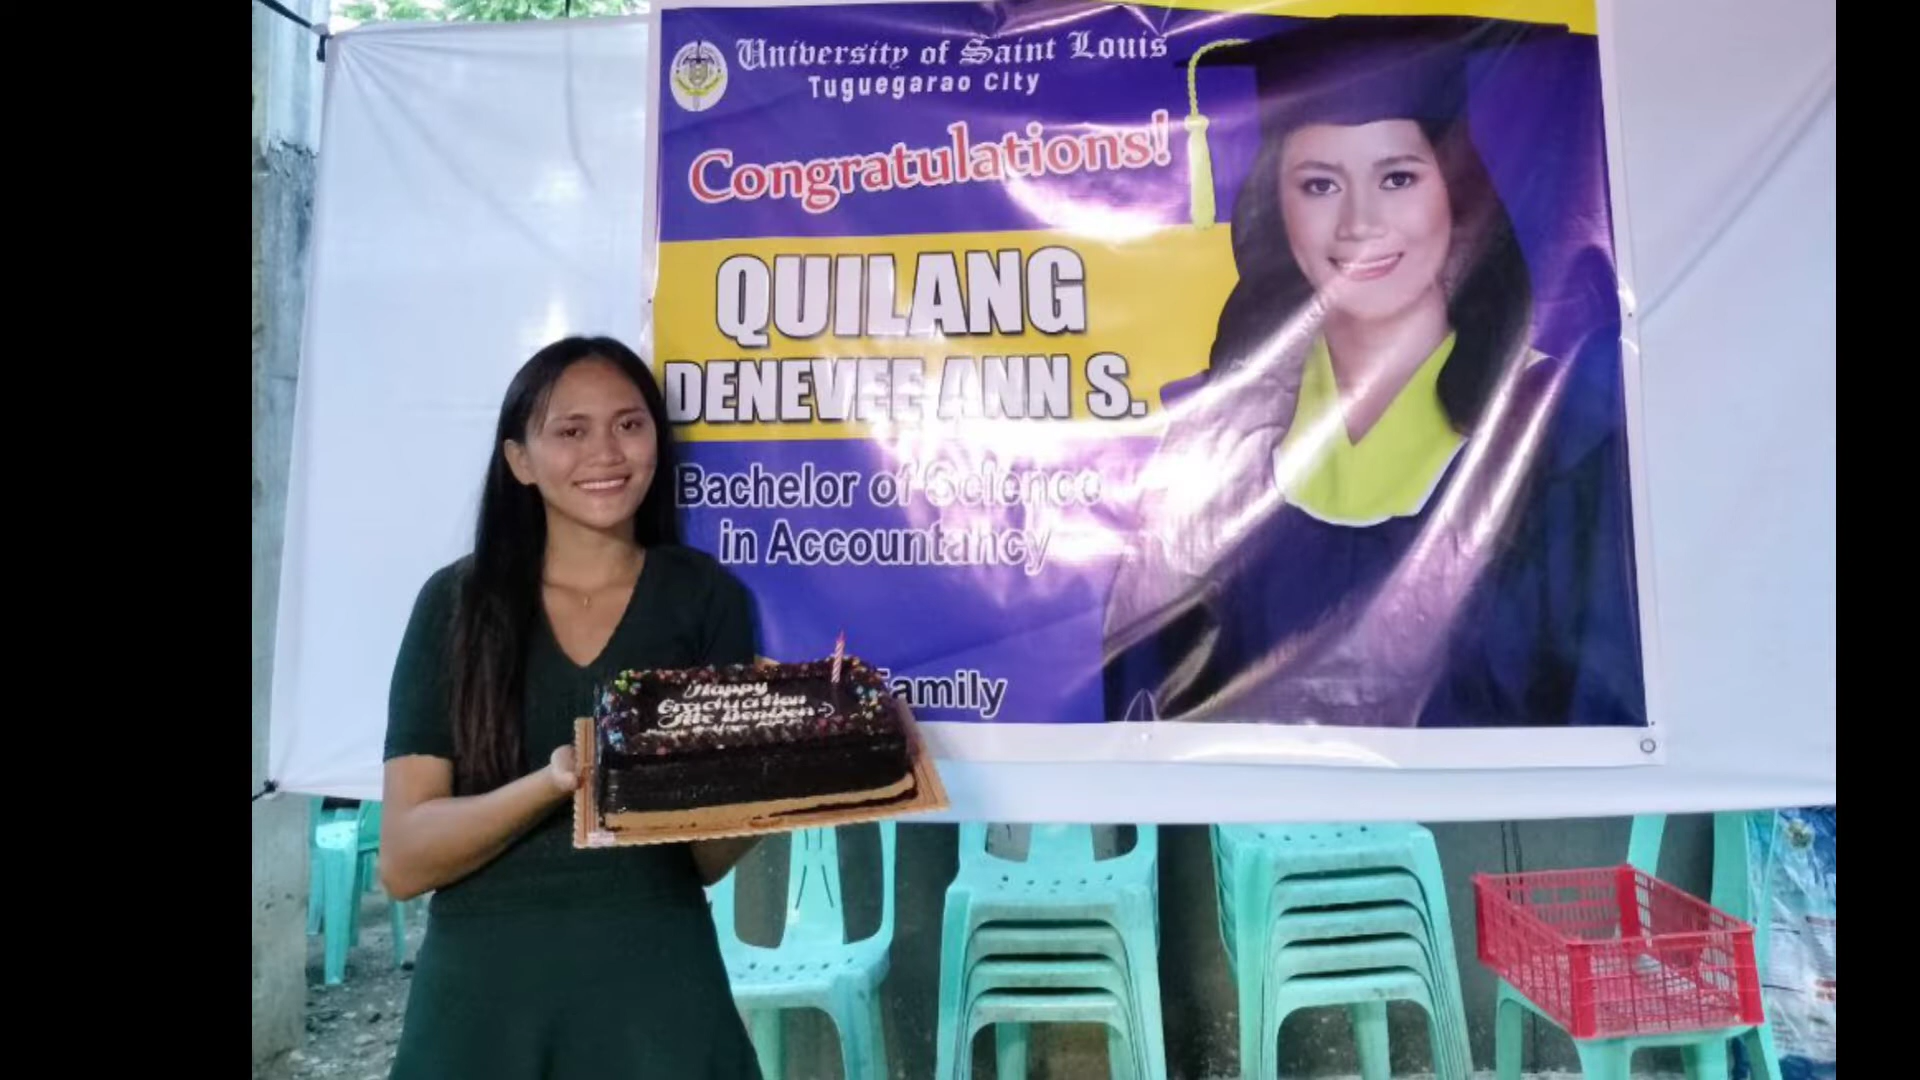 University of Saint Louis
Tuguegarao City
Congratulations!
QUILANG
DENEVEE ANN S.
Bachelor of Science
in Accountancy
Family
Happy
Graduation